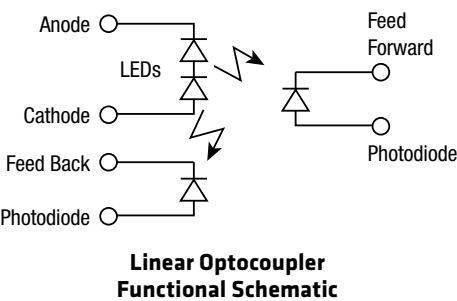 Anode
LEDs
Cathode
Feed Back
Photodiode
Feed
Forward
Photodiode
Linear Optocoupler
Functional Schematic